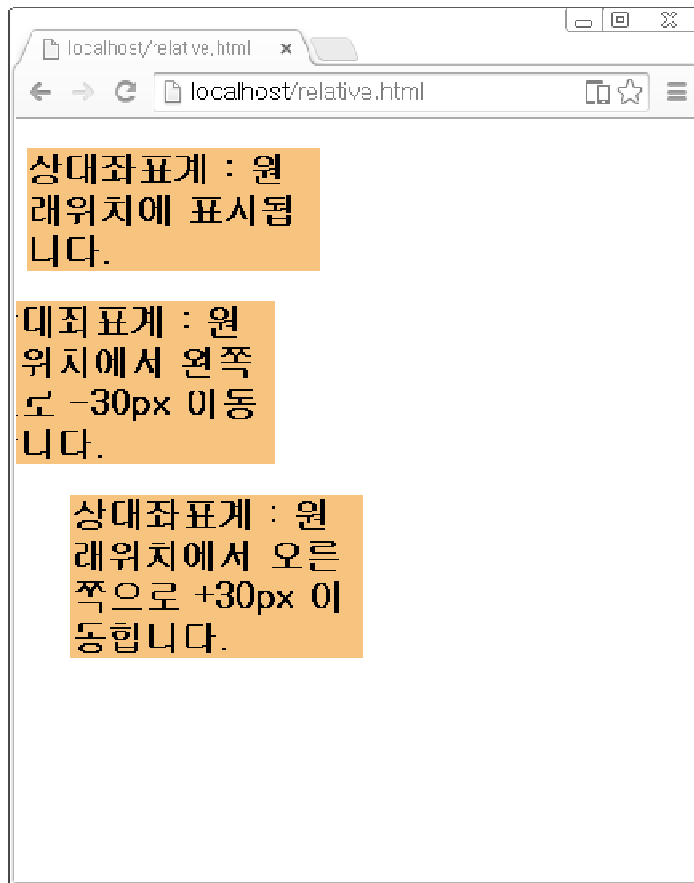 localhost/relative.html
localhost/relative.html
상대좌표계 : 원
래위치에 표시됩
니다.
대좌표계 : 원
위치에서 왼쪽
로 -30px 이동
니다.
상대좌표계 : 원
래위치에서 오른
쪽으로 +30px 이
동합니다.